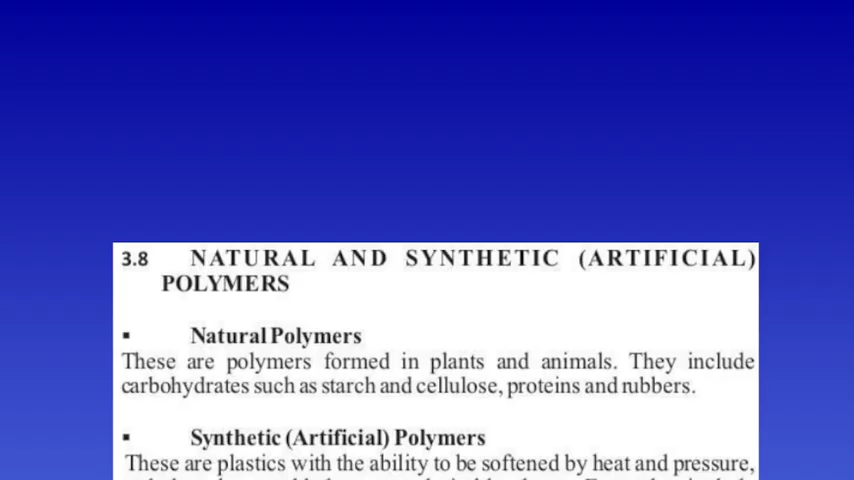 3.8 NATURAL AND SYNTHETIC (ARTIFICIAL)
POLYMERS
▪ Natural Polymers
These are polymers formed in plants and animals. They include
carbohydrates such as starch and cellulose, proteins and rubbers.
▪ Synthetic (Artificial) Polymers
These are plastics with the ability to be softened by heat and pressure,